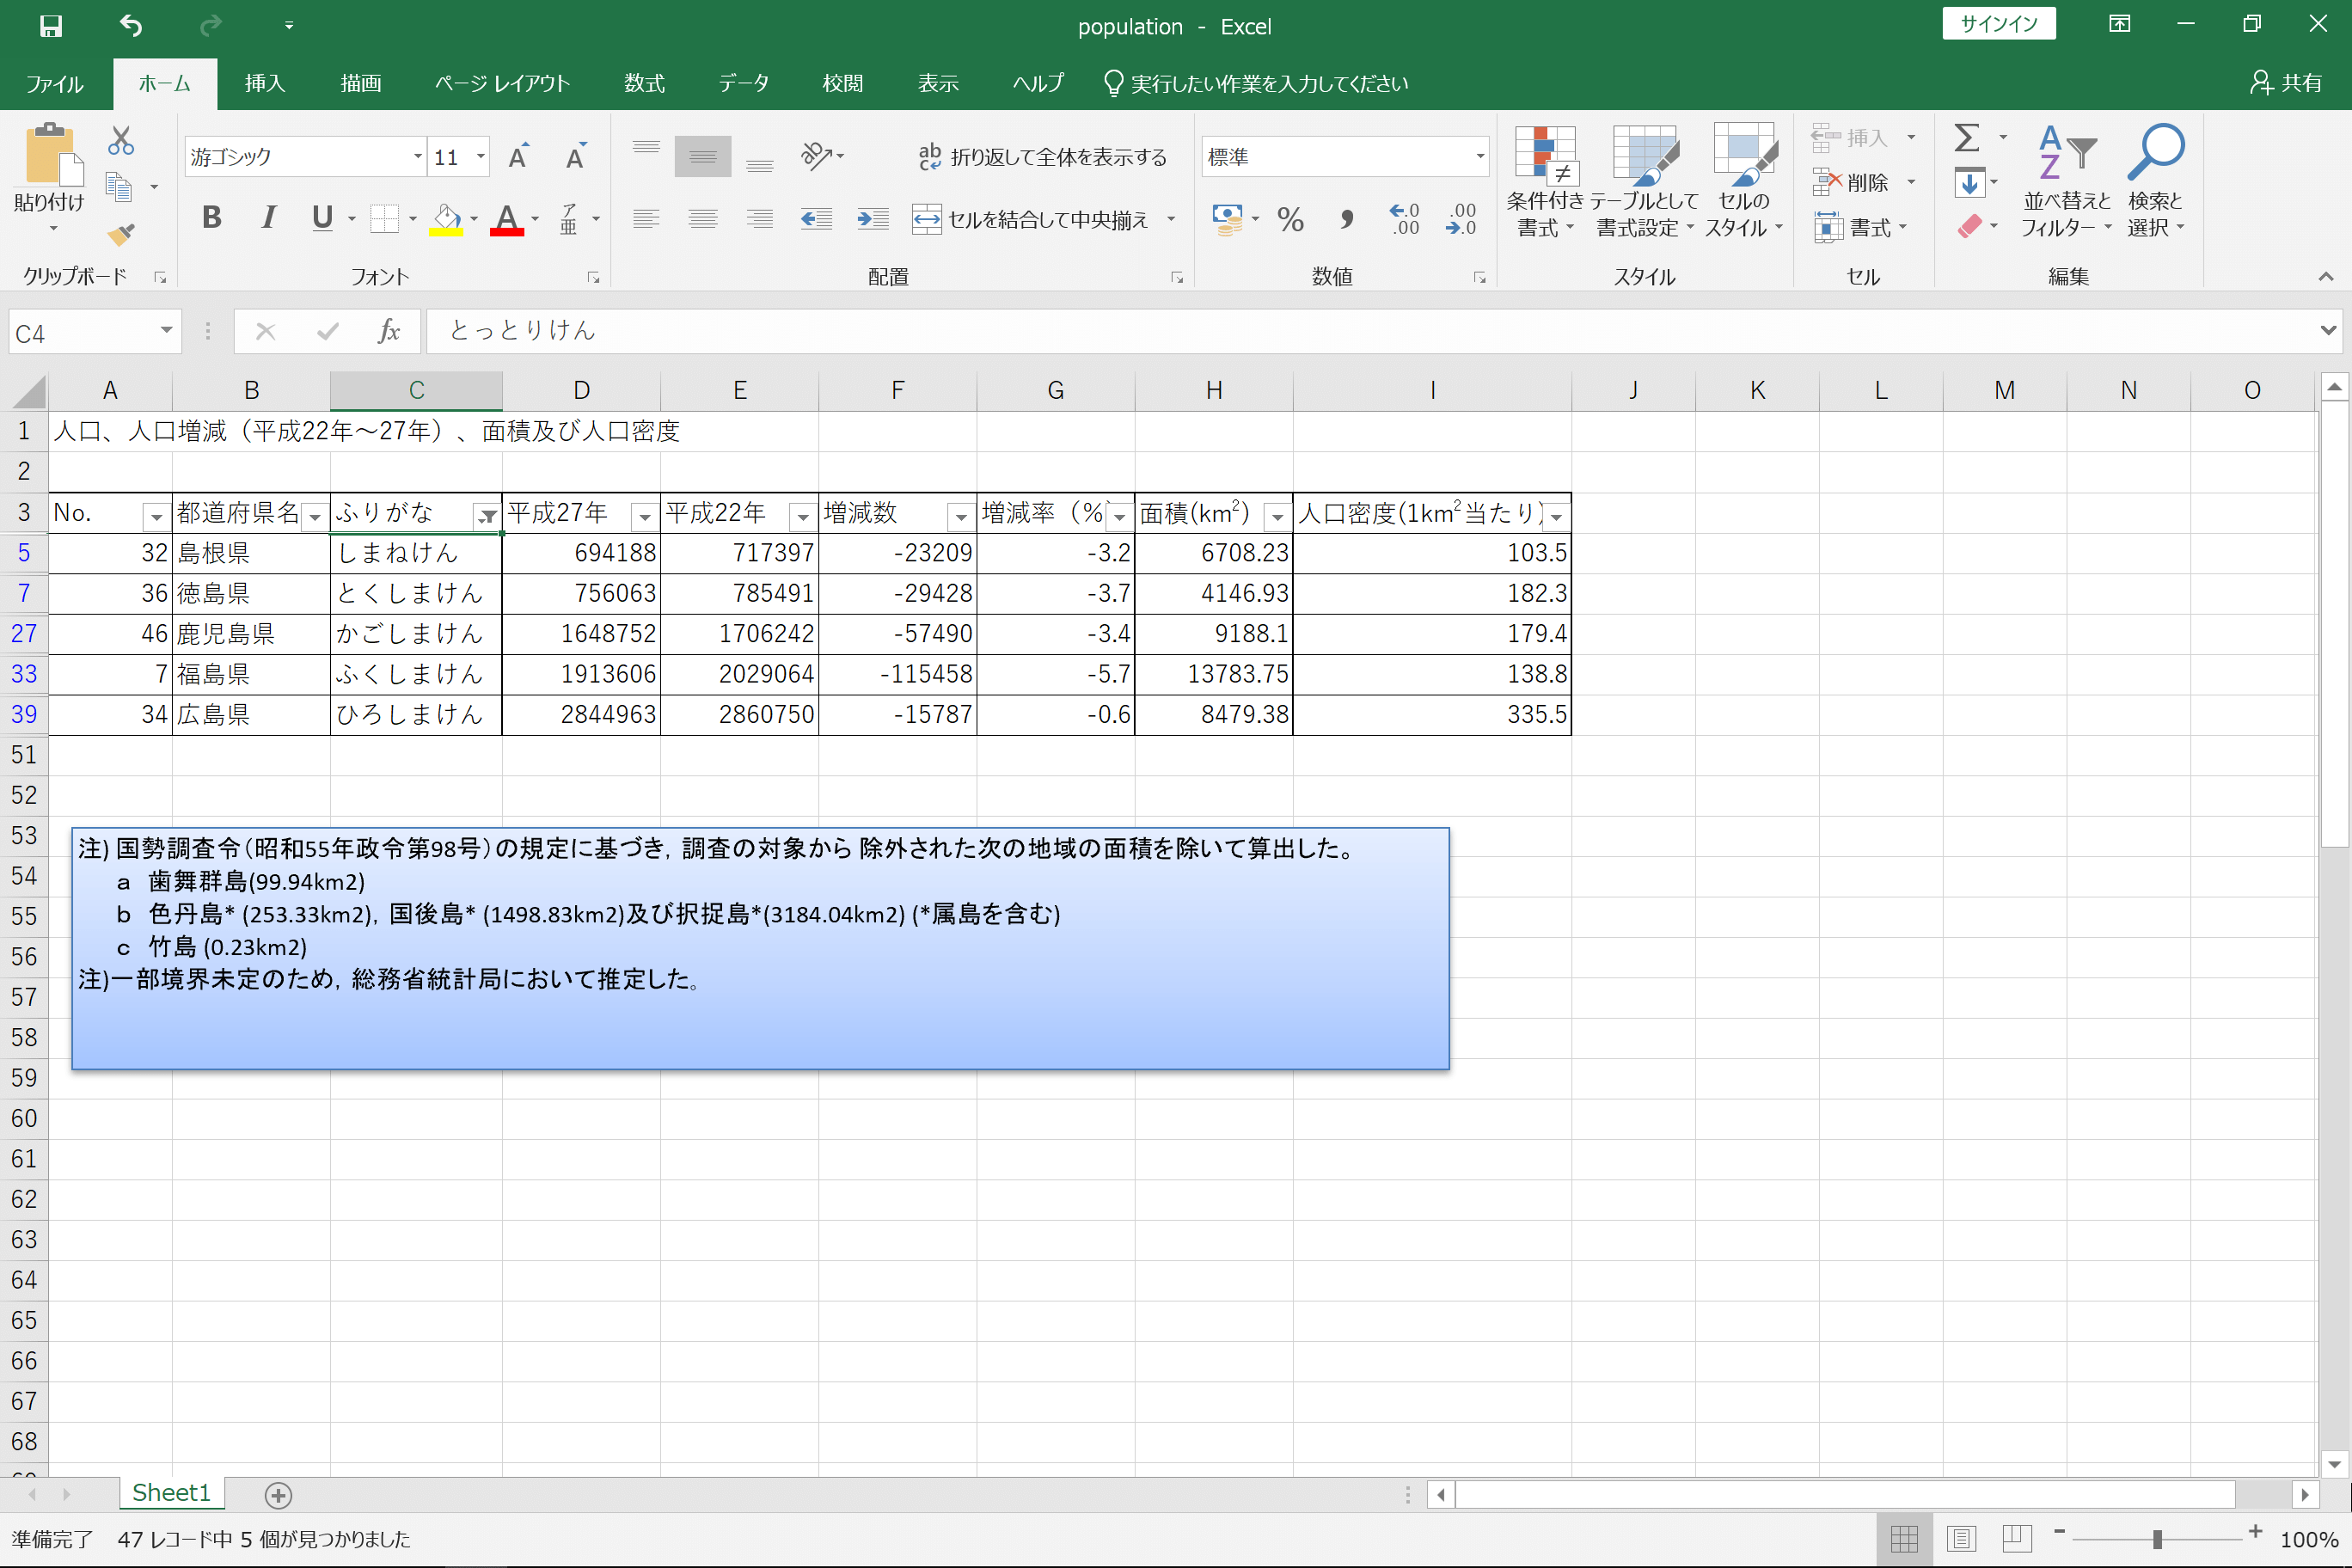 population - Excel
サインイン
ファイル ホーム 挿入 描画 ページ レイアウト 数式 データ 校閲 表示 ヘルプ 実行したい作業を入力してください 共有
貼り付け
游ゴシック 11
折り返して全体を表示する
標準
B I U A ア亜
セルを結合して中央揃え
条件付き書式
テーブルとして書式設定
セルのスタイル
挿入
削除
書式
並べ替えとフィルター
検索と選択
クリップボード フォント 配置 数値 スタイル セル 編集
C4 fx とっとりけん
A B C D E F G H I J K L M N O
1 人口、人口増減（平成22年～27年）、面積及び人口密度
2
3 No. 都道府県名 ふりがな 平成27年 平成22年 増減数 増減率（% 面積(km²) 人口密度(1km²当たり)
5 32 島根県 しまねけん 694188 717397 -23209 -3.2 6708.23 103.5
7 36 徳島県 とくしまけん 756063 785491 -29428 -3.7 4146.93 182.3
27 46 鹿児島県 かごしまけん 1648752 1706242 -57490 -3.4 9188.1 179.4
33 7 福島県 ふくしまけん 1913606 2029064 -115458 -5.7 13783.75 138.8
39 34 広島県 ひろしまけん 2844963 2860750 -15787 -0.6 8479.38 335.5
51
52
53
注) 国勢調査令（昭和55年政令第98号）の規定に基づき，調査の対象から 除外された次の地域の面積を除いて算出した。
54
a 歯舞群島(99.94km2)
55
b 色丹島* (253.33km2)，国後島* (1498.83km2)及び択捉島*(3184.04km2) (*属島を含む)
56
c 竹島 (0.23km2)
57
注)一部境界未定のため，総務省統計局において推定した。
58
59
60
61
62
63
64
65
66
67
68
Sheet1
準備完了 47 レコード中 5 個が見つかりました 100%